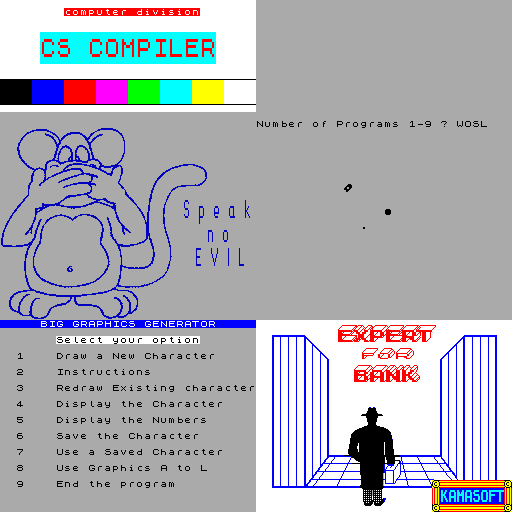 computer division
CS COMPILER
Number of Programs 1-9 ? WOSL
Speak
no
EVIL
BIG GRAPHICS GENERATOR
Select your option
1 Draw a New Character
2 Instructions
3 Redraw Existing character
4 Display the Character
5 Display the Numbers
6 Save the Character
7 Use a Saved Character
8 Use Graphics A to L
9 End the program
EXPERT
FOR
BANK
KAMASOFT